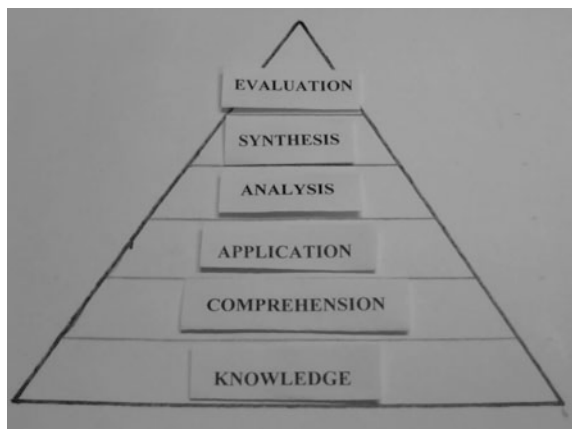 EVALUATION
SYNTHESIS
ANALYSIS
APPLICATION
COMPREHENSION
KNOWLEDGE